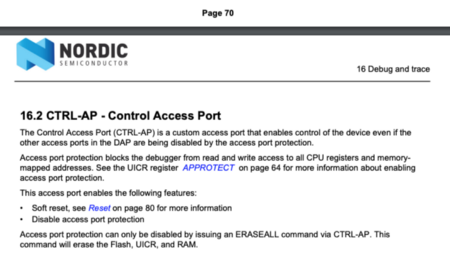 Page 70
NORDIC
SEMICONDUCTOR
16 Debug and trace
16.2 CTRL-AP - Control Access Port
The Control Access Port (CTRL-AP) is a custom access port that enables control of the device even if the
other access ports in the DAP are being disabled by the access port protection.
Access port protection blocks the debugger from read and write access to all CPU registers and memory-
mapped addresses. See the UICR register APPROTECT on page 64 for more information about enabling
access port protection.
This access port enables the following features:
• Soft reset, see Reset on page 80 for more information
• Disable access port protection
Access port protection can only be disabled by issuing an ERASEALL command via CTRL-AP. This
command will erase the Flash, UICR, and RAM.